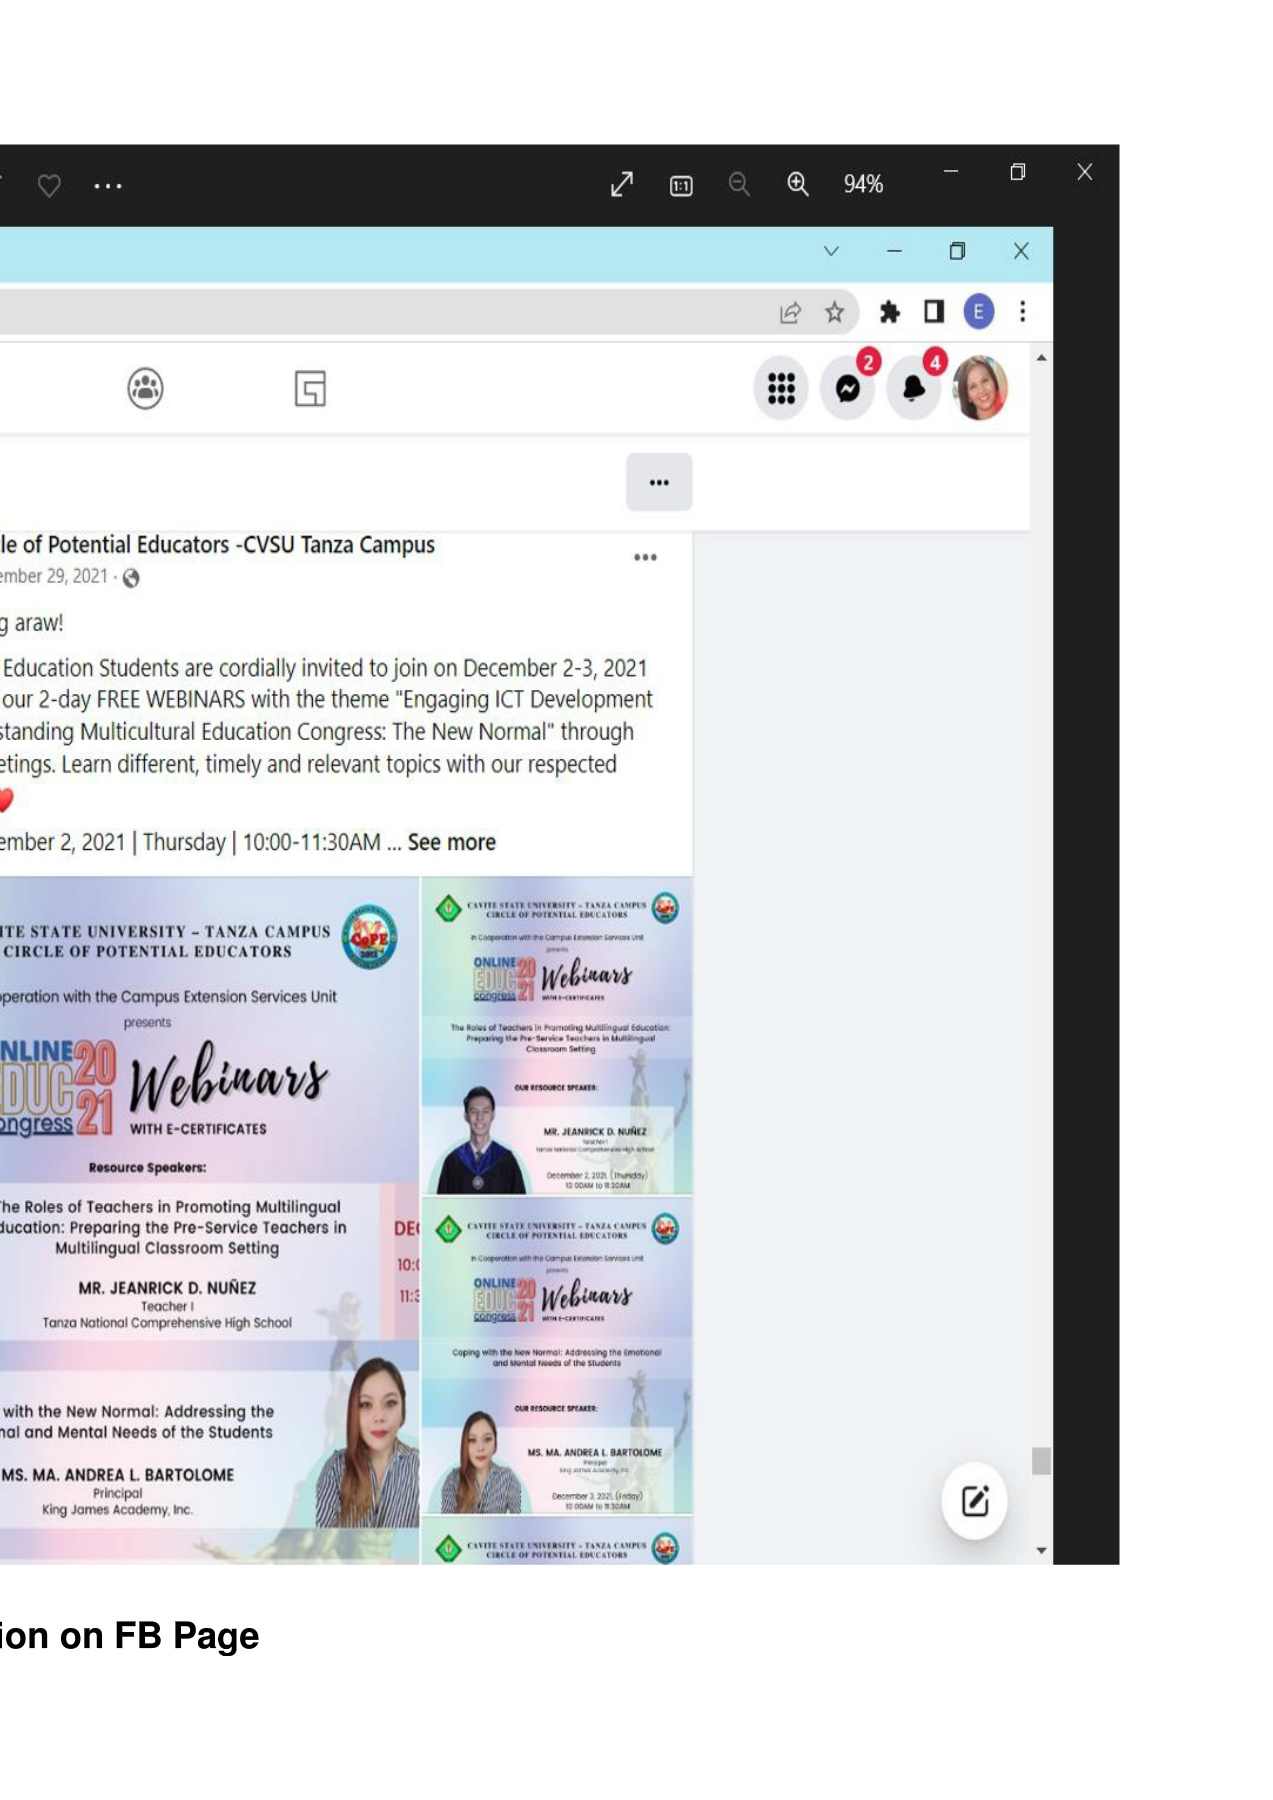 94%
E
2
4
le of Potential Educators -CVSU Tanza Campus
ember 29, 2021 ·
g araw!
Education Students are cordially invited to join on December 2-3, 2021
our 2-day FREE WEBINARS with the theme "Engaging ICT Development
standing Multicultural Education Congress: The New Normal" through
etings. Learn different, timely and relevant topics with our respected
ember 2, 2021 | Thursday | 10:00-11:30AM ... See more
ITE STATE UNIVERSITY – TANZA CAMPUS
CIRCLE OF POTENTIAL EDUCATORS
CoPE
2012
peration with the Campus Extension Services Unit
presents
NLINE 2021
EDUC
ongress
Webinars
WITH E-CERTIFICATES
Resource Speakers:
The Roles of Teachers in Promoting Multilingual
ducation: Preparing the Pre-Service Teachers in
Multilingual Classroom Setting
MR. JEANRICK D. NUÑEZ
Teacher I
Tanza National Comprehensive High School
DEC
10:0
11:3
with the New Normal: Addressing the
nal and Mental Needs of the Students
MS. MA. ANDREA L. BARTOLOME
Principal
King James Academy, Inc.
CAVITE STATE UNIVERSITY – TANZA CAMPUS
CIRCLE OF POTENTIAL EDUCATORS
In Cooperation with the Campus Extension Services Unit
presents
ONLINE 2021
EDUC
congress
Webinars
WITH E-CERTIFICATES
The Roles of Teachers in Promoting Multilingual Education:
Preparing the Pre-Service Teachers in Multilingual
Classroom Setting
OUR RESOURCE SPEAKER:
MR. JEANRICK D. NUÑEZ
Teacher I
Tanza National Comprehensive High School
December 2, 2021, (Thursday)
10:00AM to 11:30AM
CAVITE STATE UNIVERSITY – TANZA CAMPUS
CIRCLE OF POTENTIAL EDUCATORS
In Cooperation with the Campus Extension Services Unit
presents
ONLINE 2021
EDUC
congress
Webinars
WITH E-CERTIFICATES
Coping with the New Normal: Addressing the Emotional
and Mental Needs of the Students
OUR RESOURCE SPEAKER:
MS. MA. ANDREA L. BARTOLOME
Principal
King James Academy, Inc.
December 3, 2021, (Friday)
10:00AM to 11:30AM
CAVITE STATE UNIVERSITY – TANZA CAMPUS
CIRCLE OF POTENTIAL EDUCATORS
ion on FB Page